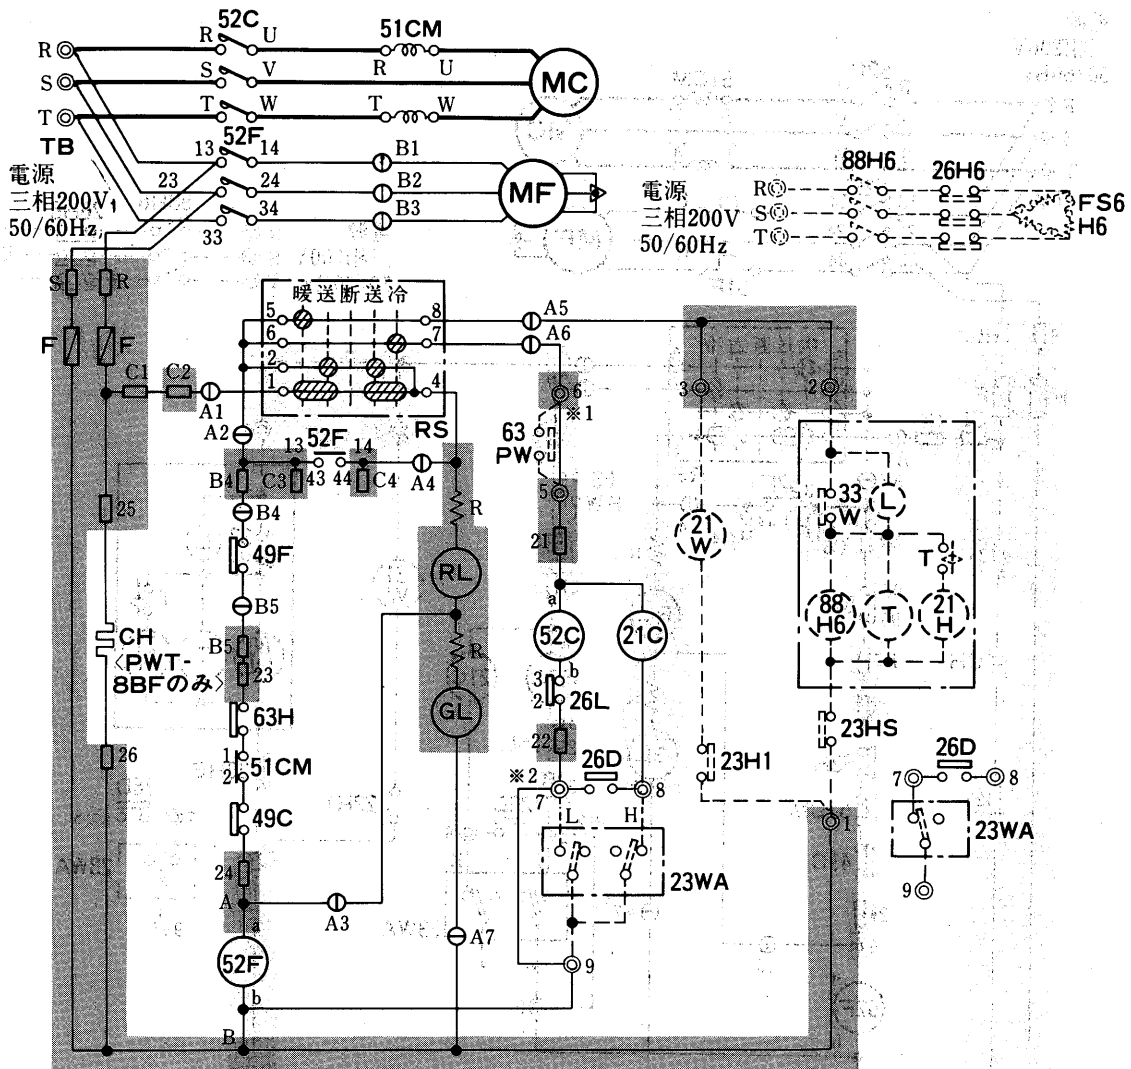 52C
51CM
R
R
U
S
S
V
R
U
MC
T
T
W
T
W
TB
52F
13
14
B1
電源
三相200V
50/60Hz
23
24
B2
MF
34
B3
33
電源
三相200V
50/60Hz
R
S
T
88H6
26H6
FS6
H6
S
R
暖送断送冷
5
8
A5
6
7
A6
F
F
2
C1
C2
1
4
3
2
6
A1
RS
※1
A2
52F
63
PW
13
14
B4
C3
43
44
C4
A4
5
33
W
L
25
B4
R
21
21
W
49F
T
RL
a
B5
88
H6
T
21
H
52C
21C
CH
〈PWT-
8BFのみ〉
B5
R
23
b
3
2
26L
GL
63H
22
23HS
26
1
2
51CM
※2
26D
23H1
26D
7
8
7
8
49C
L
H
1
23WA
24
23WA
9
A
A3
a
A7
52F
9
b
B